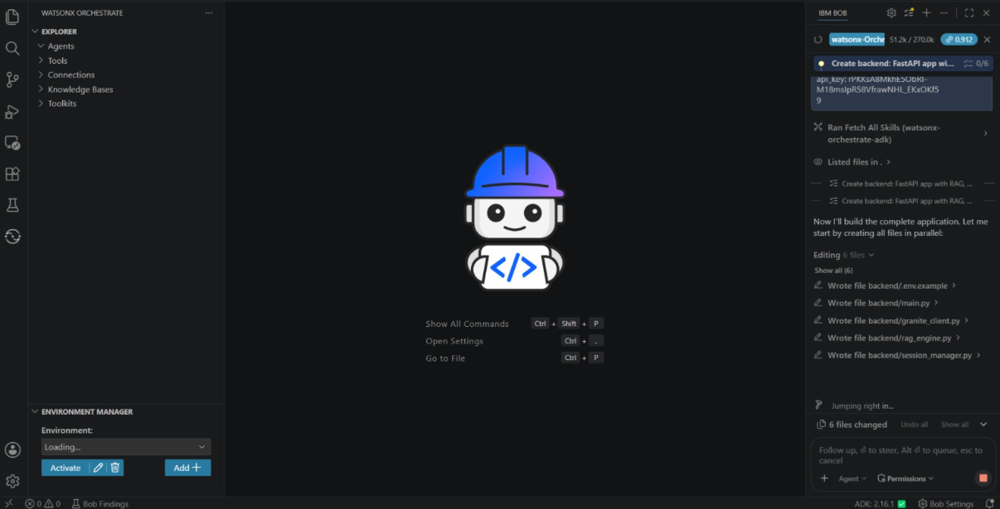 WATSONX ORCHESTRATE
EXPLORER
Agents
Tools
Connections
Knowledge Bases
Toolkits
ENVIRONMENT MANAGER
Environment:
Loading...
Activate
Add +
</>
Show All Commands Ctrl + Shift + P
Open Settings Ctrl + ,
Go to File Ctrl + P
IBM BOB
watsonx-Orche 51.2k / 270.0k 0.912
Create backend: FastAPI app wi... 0/6
Ran Fetch All Skills (watsonx-
orchestrate-adk)
Listed files in .
Create backend: FastAPI app with RAG, ...
Create backend: FastAPI app with RAG, ...
Now I'll build the complete application. Let me
start by creating all files in parallel:
Editing 6 files
Show all (6)
Wrote file backend/.env.example
Wrote file backend/main.py
Wrote file backend/granite_client.py
Wrote file backend/rag_engine.py
Wrote file backend/session_manager.py
Jumping right in...
6 files changed Undo all Show all
Follow up, ⏎ to steer, Alt ⏎ to queue, esc to
cancel
Agent Permissions
0 0 Bob Findings
ADK: 2.16.1 Bob Settings